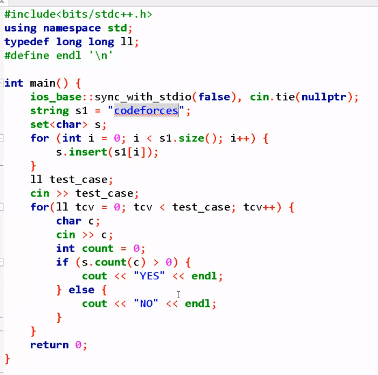 #include<bits/stdc++.h>
using namespace std;
typedef long long ll;
#define endl '\n'

int main() {
    ios_base::sync_with_stdio(false), cin.tie(nullptr);
    string s1 = "codeforces";
    set<char> s;
    for (int i = 0; i < s1.size(); i++) {
        s.insert(s1[i]);
    }
    ll test_case;
    cin >> test_case;
    for(ll tcv = 0; tcv < test_case; tcv++) {
        char c;
        cin >> c;
        int count = 0;
        if (s.count(c) > 0) {
            cout << "YES" << endl;
        } else {
            cout << "NO" << endl;
        }
    }
    return 0;
}